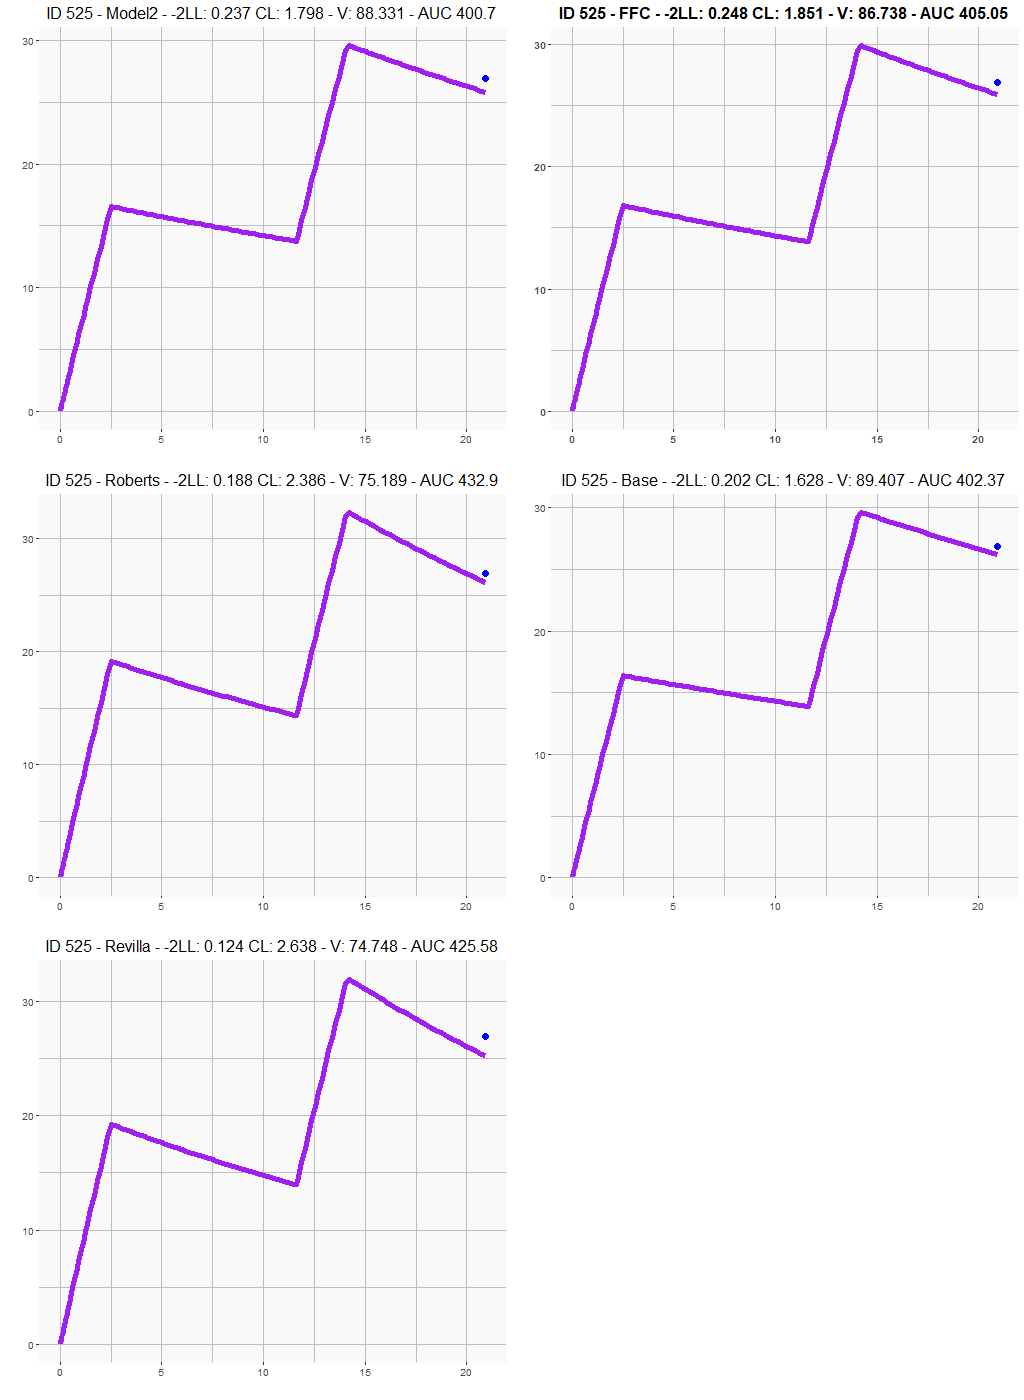 ID 525 - Model2 - -2LL: 0.237 CL: 1.798 - V: 88.331 - AUC 400.7
30
20
10
0
0 5 10 15 20
ID 525 - FFC - -2LL: 0.248 CL: 1.851 - V: 86.738 - AUC 405.05
30
20
10
0
0 5 10 15 20
ID 525 - Roberts - -2LL: 0.188 CL: 2.386 - V: 75.189 - AUC 432.9
30
20
10
0
0 5 10 15 20
ID 525 - Base - -2LL: 0.202 CL: 1.628 - V: 89.407 - AUC 402.37
30
20
10
0
0 5 10 15 20
ID 525 - Revilla - -2LL: 0.124 CL: 2.638 - V: 74.748 - AUC 425.58
30
20
10
0
0 5 10 15 20